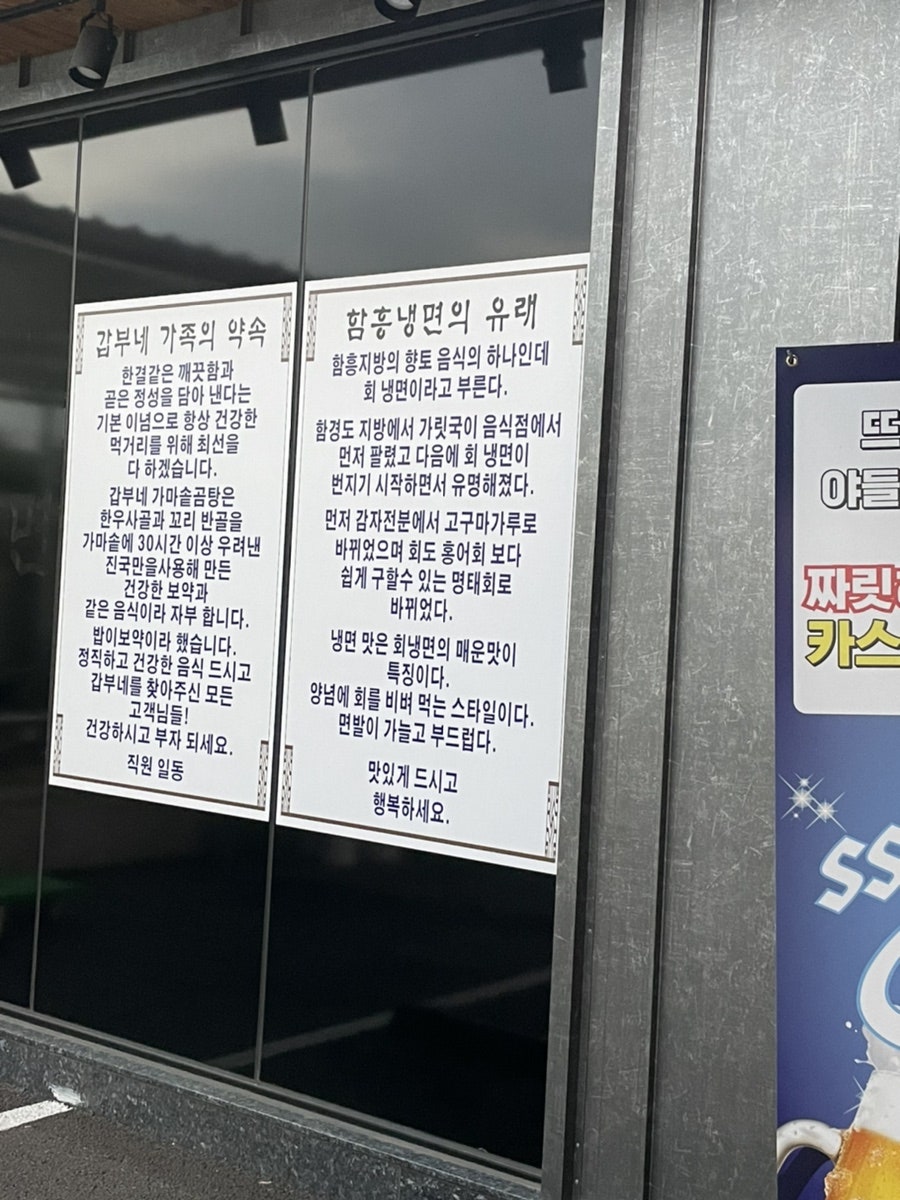 갑부네 가족의 약속
한결같은 깨끗함과
곧은 정성을 담아 낸다는
기본 이념으로 항상 건강한
먹거리를 위해 최선을
다 하겠습니다.
갑부네 가마솥곰탕은
한우사골과 꼬리 반골을
가마솥에 30시간 이상 우려낸
진국만을사용해 만든
건강한 보약과
같은 음식이라 자부 합니다.
밥이보약이라 했습니다.
정직하고 건강한 음식 드시고
갑부네를 찾아주신 모든
고객님들!
건강하시고 부자 되세요.
직원 일동
함흥냉면의 유래
함흥지방의 향토 음식의 하나인데
회 냉면이라고 부른다.
함경도 지방에서 가릿국이 음식점에서
먼저 팔렸고 다음에 회 냉면이
번지기 시작하면서 유명해졌다.
먼저 감자전분에서 고구마가루로
바뀌었으며 회도 홍어회 보다
쉽게 구할수 있는 명태회로
바뀌었다.
냉면 맛은 회냉면의 매운맛이
특징이다.
양념에 회를 비벼 먹는 스타일이다.
면발이 가늘고 부드럽다.
맛있게 드시고
행복하세요.
뜨
야들
짜릿
카스
SS